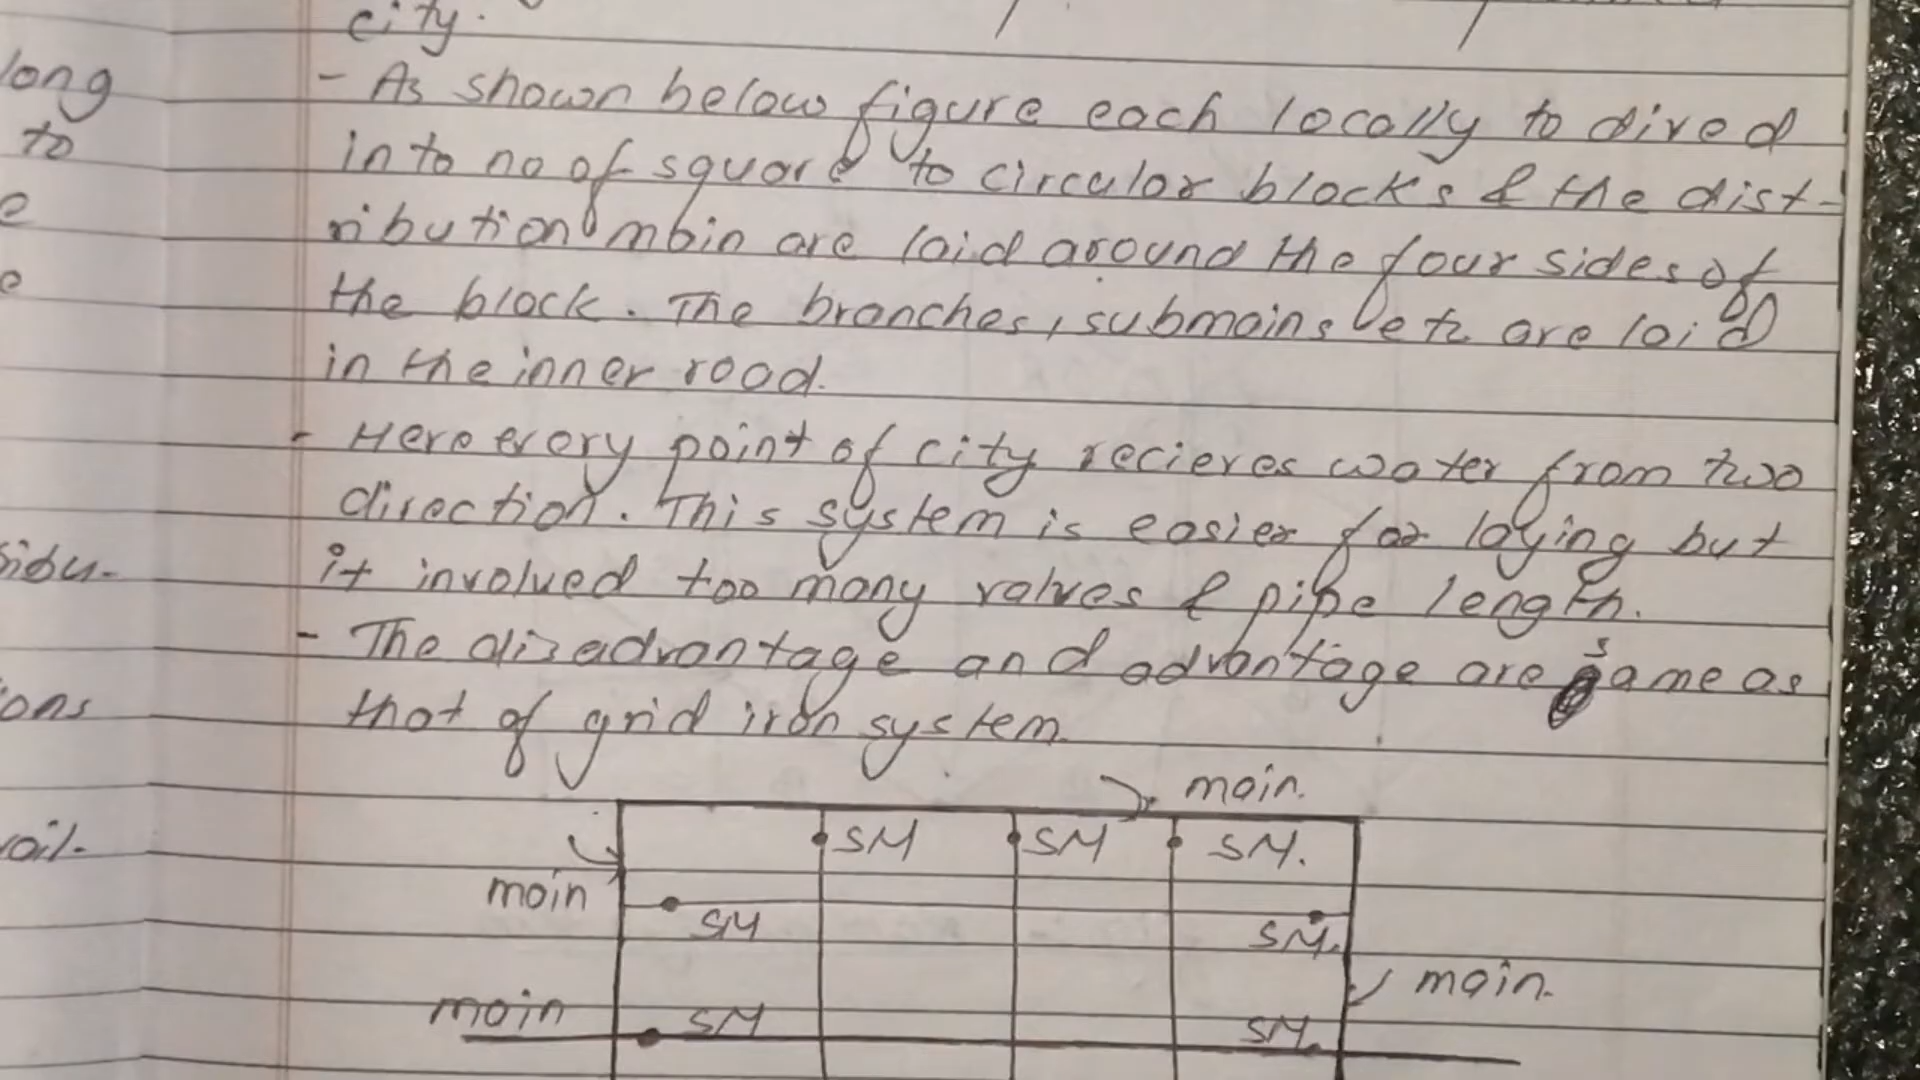 city.
long
- As shown below figure each locally to dived
to
into no of square to circular blocks & the dist-
ribution main are laid around the four sides of
the block. The branches, submains etc are laid
in the inner road.
- Here every point of city recieves water from two
direction. This system is easier for laying but
sibu-
it involved too many valves & pipe length.
- The disadvantage and advantage are same as
ions
that of grid iron system.
main.
SM SM SM.
main
SM SM.
main.
main SM SM.